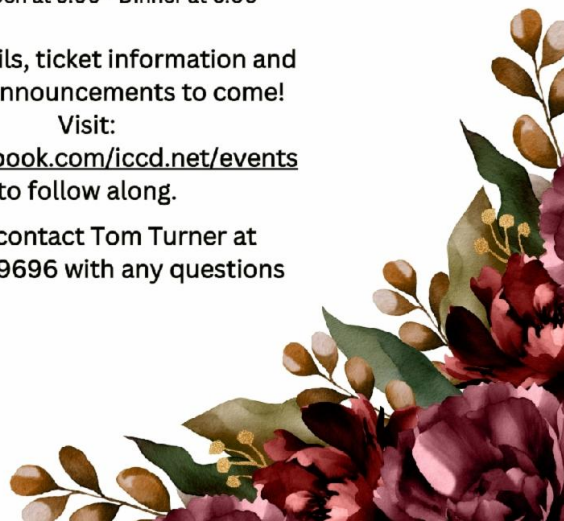 ils, ticket information and
nnouncements to come!
Visit:
book.com/iccd.net/events
to follow along.
contact Tom Turner at
9696 with any questions